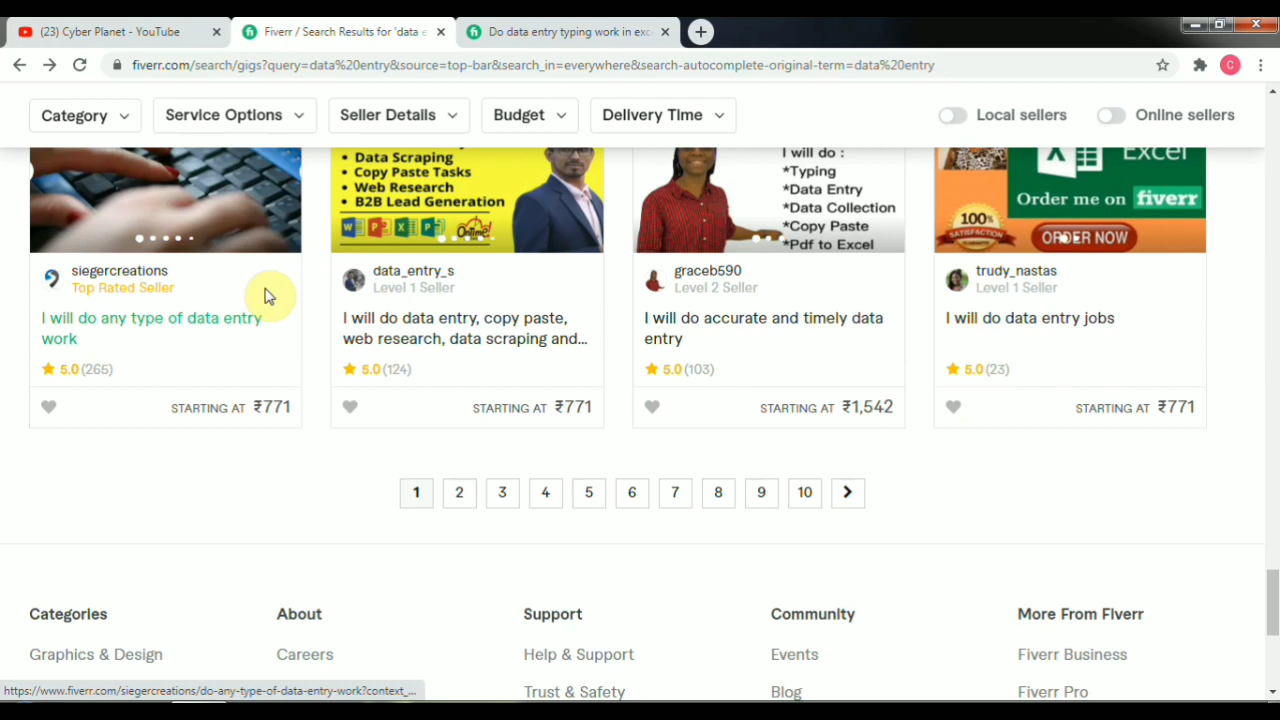 (23) Cyber Planet - YouTube
Fiverr / Search Results for 'data e
Do data entry typing work in exc
fiverr.com/search/gigs?query=data%20entry&source=top-bar&search_in=everywhere&search-autocomplete-original-term=data%20entry
C
Category
Service Options
Seller Details
Budget
Delivery Time
Local sellers
Online sellers
• Data Scraping
• Copy Paste Tasks
• Web Research
• B2B Lead Generation
I will do :
*Typing
*Data Entry
*Data Collection
*Copy Paste
*Pdf to Excel
Excel
Order me on fiverr
100%
SATISFACTION
ORDER NOW
siegercreations
Top Rated Seller
I will do any type of data entry
work
5.0 (265)
STARTING AT ₹771
data_entry_s
Level 1 Seller
I will do data entry, copy paste,
web research, data scraping and...
5.0 (124)
STARTING AT ₹771
graceb590
Level 2 Seller
I will do accurate and timely data
entry
5.0 (103)
STARTING AT ₹1,542
trudy_nastas
Level 1 Seller
I will do data entry jobs
5.0 (23)
STARTING AT ₹771
1 2 3 4 5 6 7 8 9 10
Categories
About
Support
Community
More From Fiverr
Graphics & Design
Careers
Help & Support
Events
Fiverr Business
https://www.fiverr.com/siegercreations/do-any-type-of-data-entry-work?context_...
Trust & Safety
Blog
Fiverr Pro